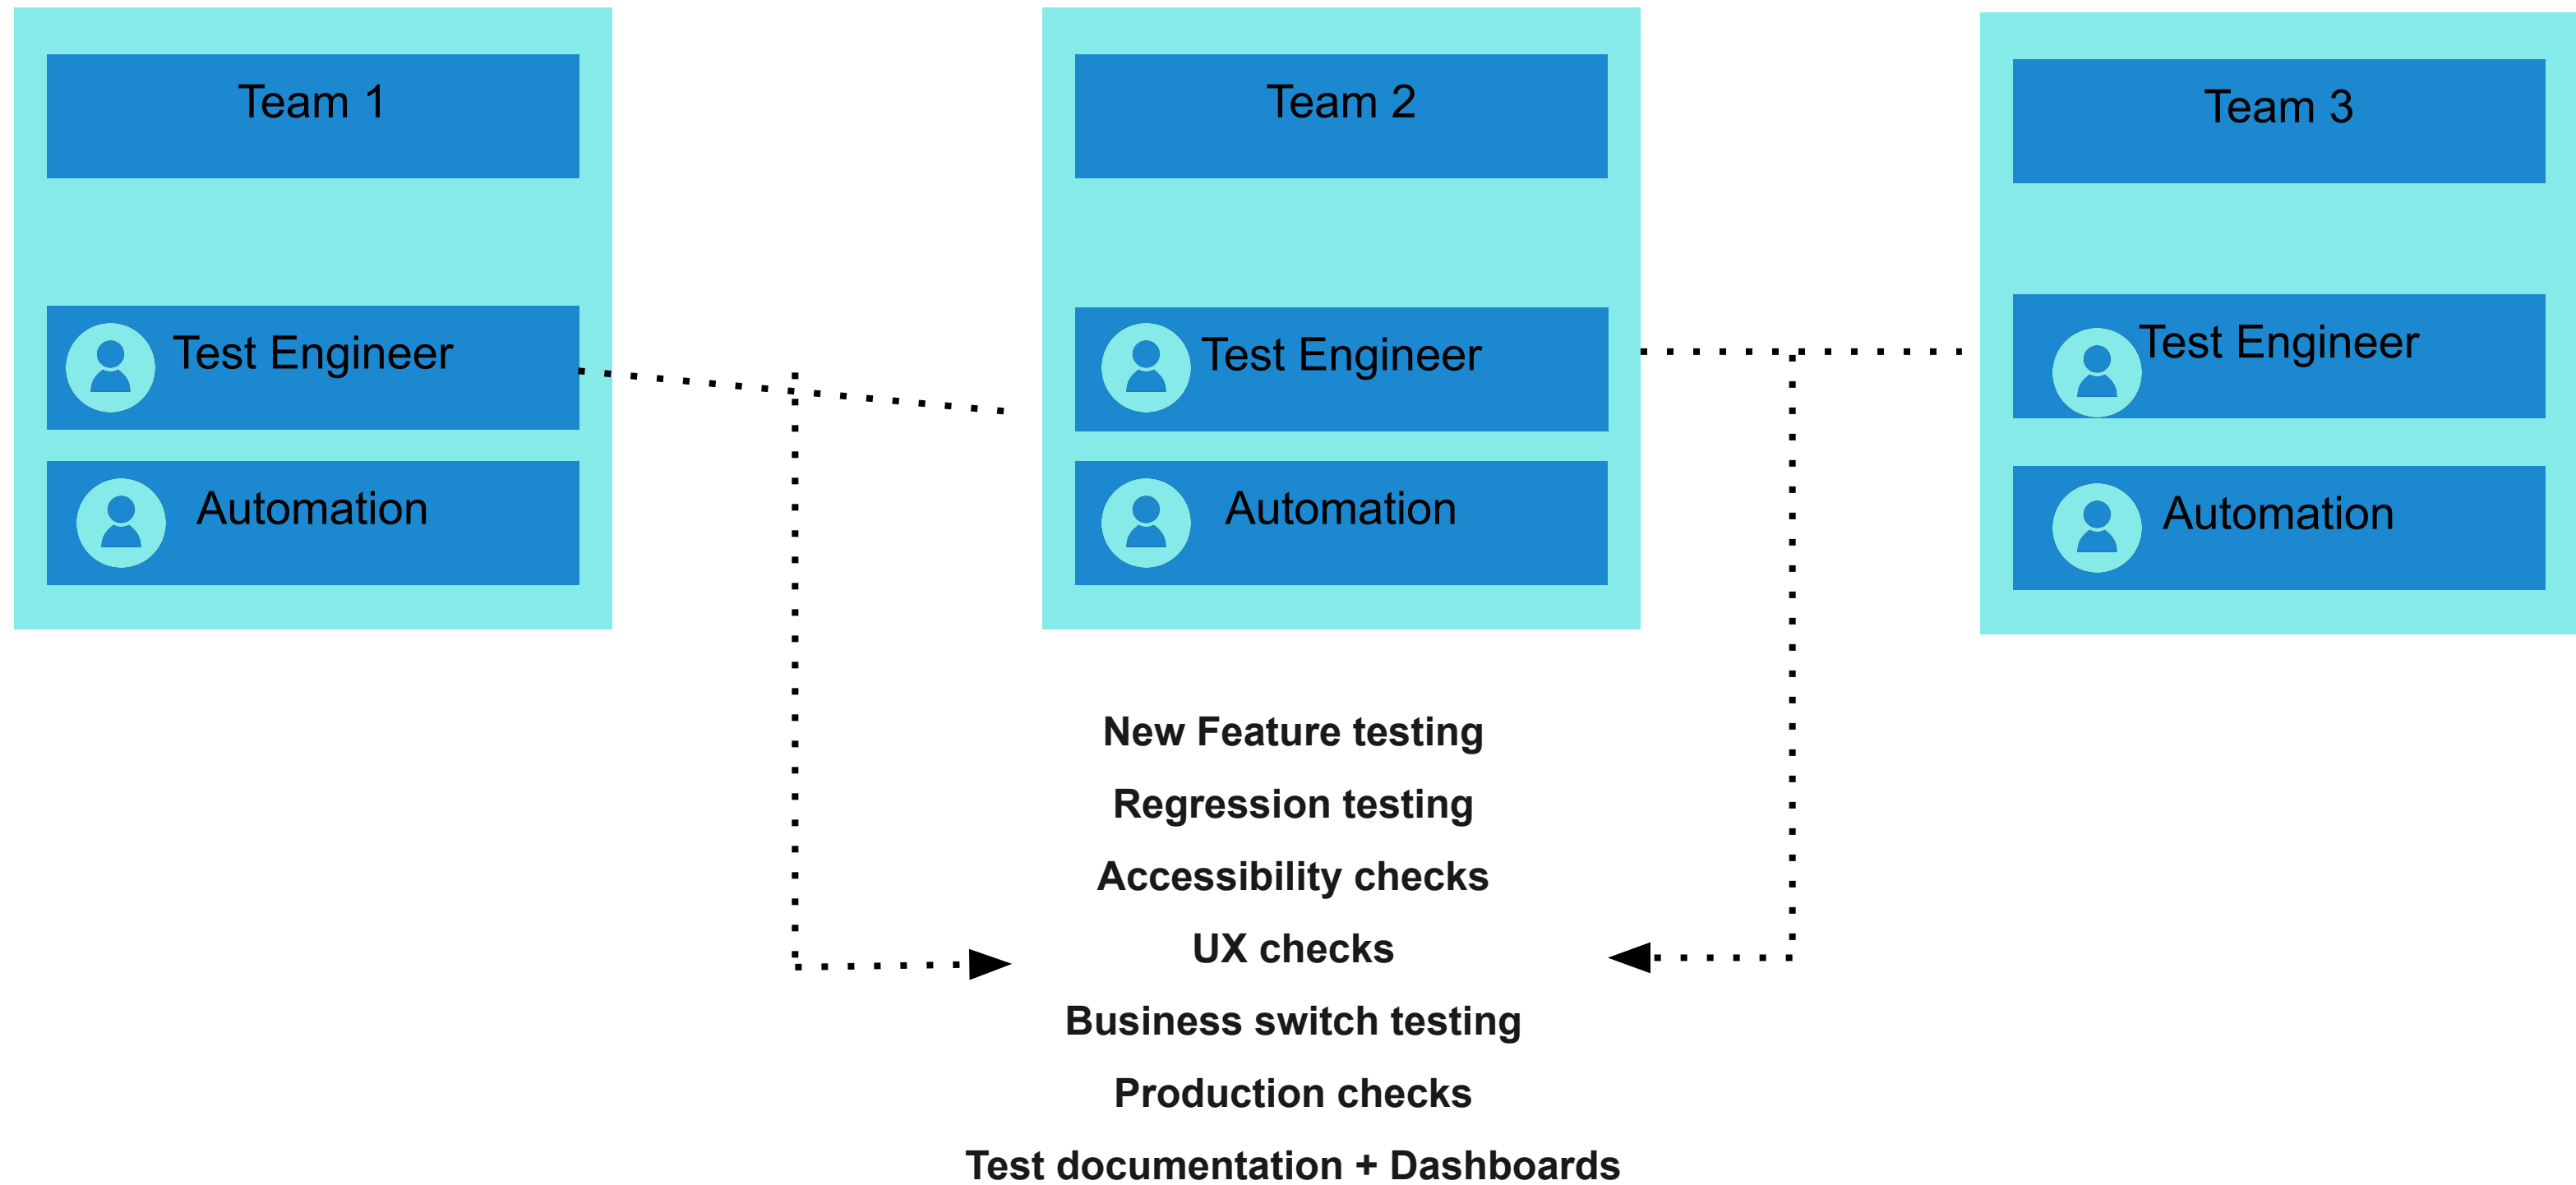 Team 1
Test Engineer
Automation
Team 2
Test Engineer
Automation
Team 3
Test Engineer
Automation
New Feature testing
Regression testing
Accessibility checks
UX checks
Business switch testing
Production checks
Test documentation + Dashboards